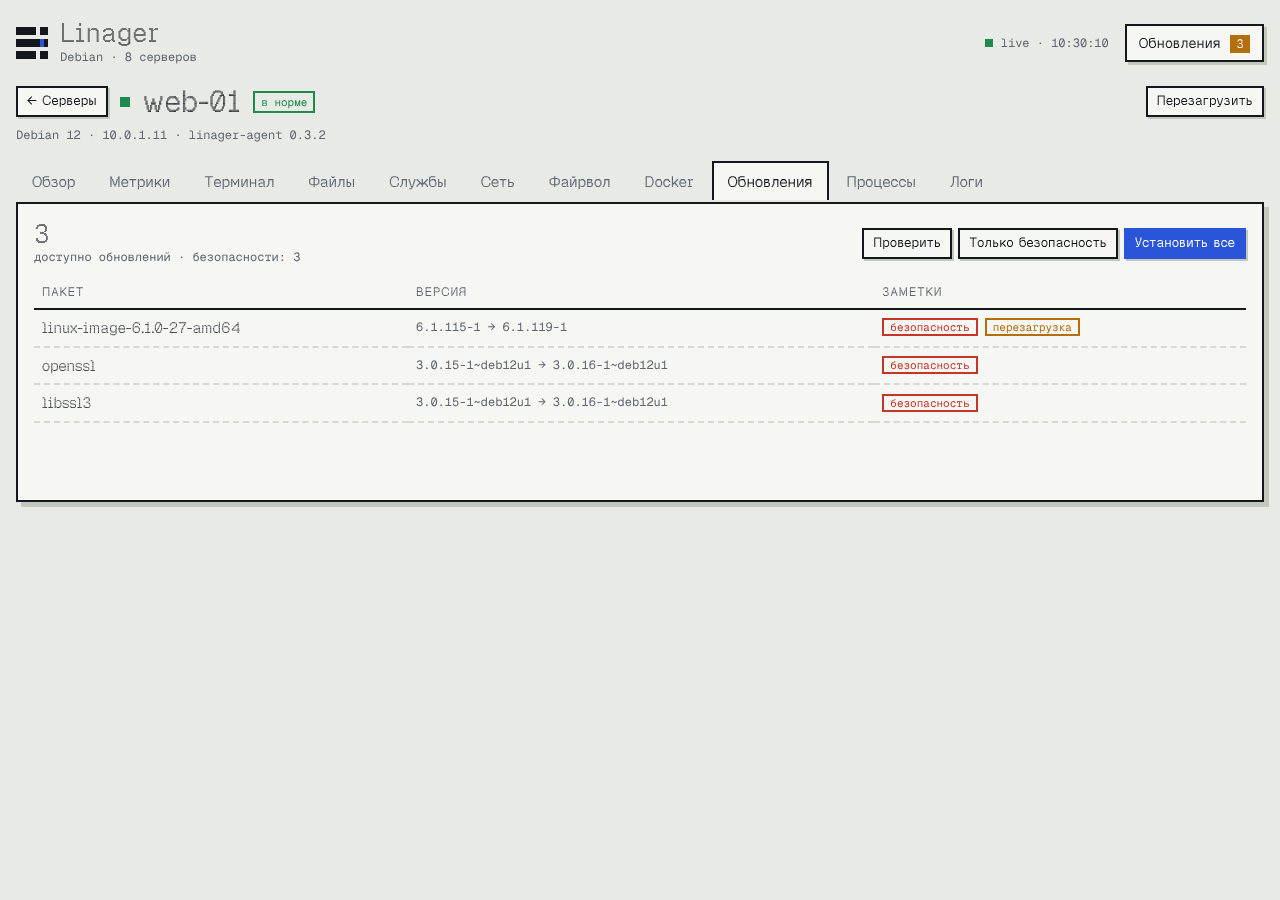 Linager
Debian · 8 серверов
live · 10:30:10
Обновления 3
← Серверы
web-01
в норме
Перезагрузить
Debian 12 · 10.0.1.11 · linager-agent 0.3.2
Обзор Метрики Терминал Файлы Службы Сеть Файрвол Docker Обновления Процессы Логи
3
доступно обновлений · безопасности: 3
Проверить Только безопасность Установить все
ПАКЕТ ВЕРСИЯ ЗАМЕТКИ
linux-image-6.1.0-27-amd64 6.1.115-1 → 6.1.119-1 безопасность перезагрузка
openssl 3.0.15-1~deb12u1 → 3.0.16-1~deb12u1 безопасность
libssl3 3.0.15-1~deb12u1 → 3.0.16-1~deb12u1 безопасность